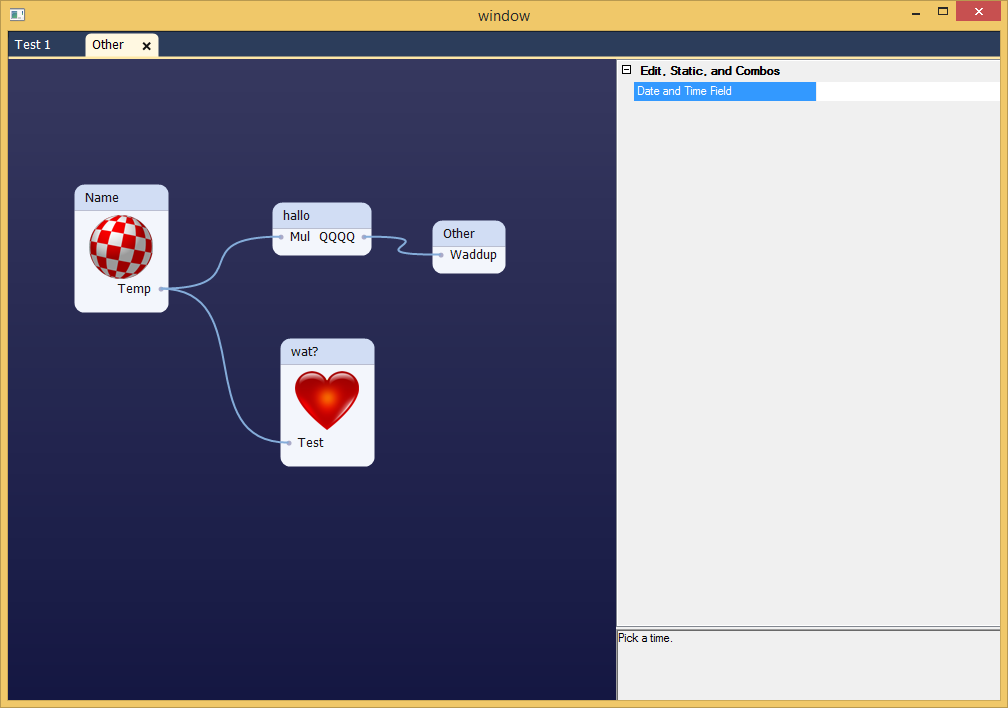 window
Test 1
Other
Edit, Static, and Combos
Date and Time Field
Name
Temp
hallo
Mul QQQQ
Other
Waddup
wat?
Test
Pick a time.